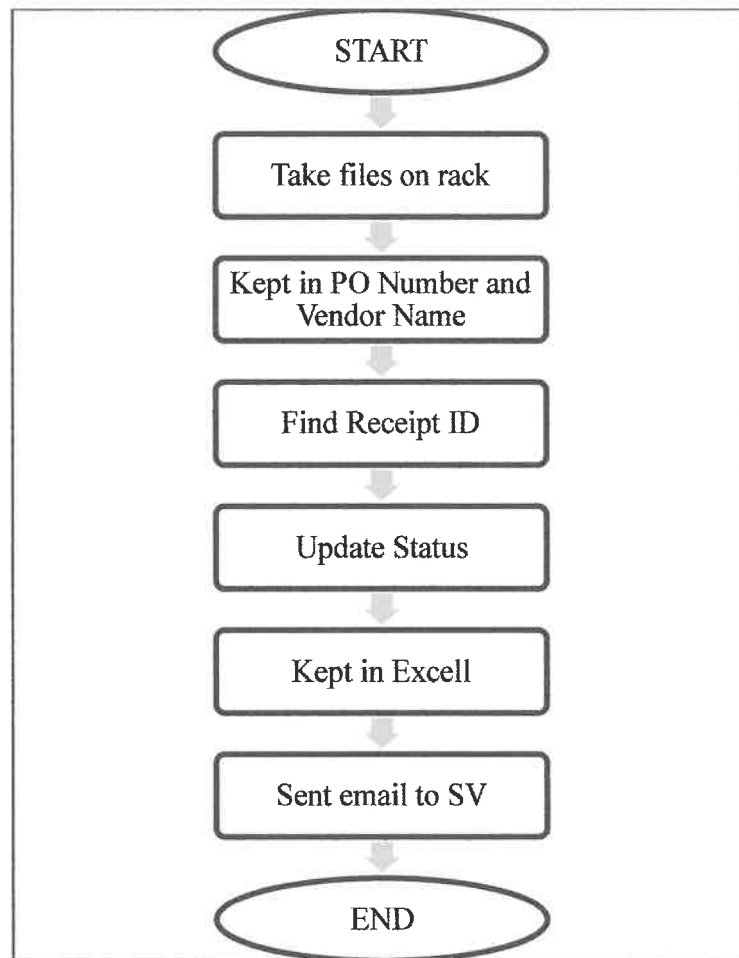 START
Take files on rack
Kept in PO Number and
Vendor Name
Find Receipt ID
Update Status
Kept in Excell
Sent email to SV
END